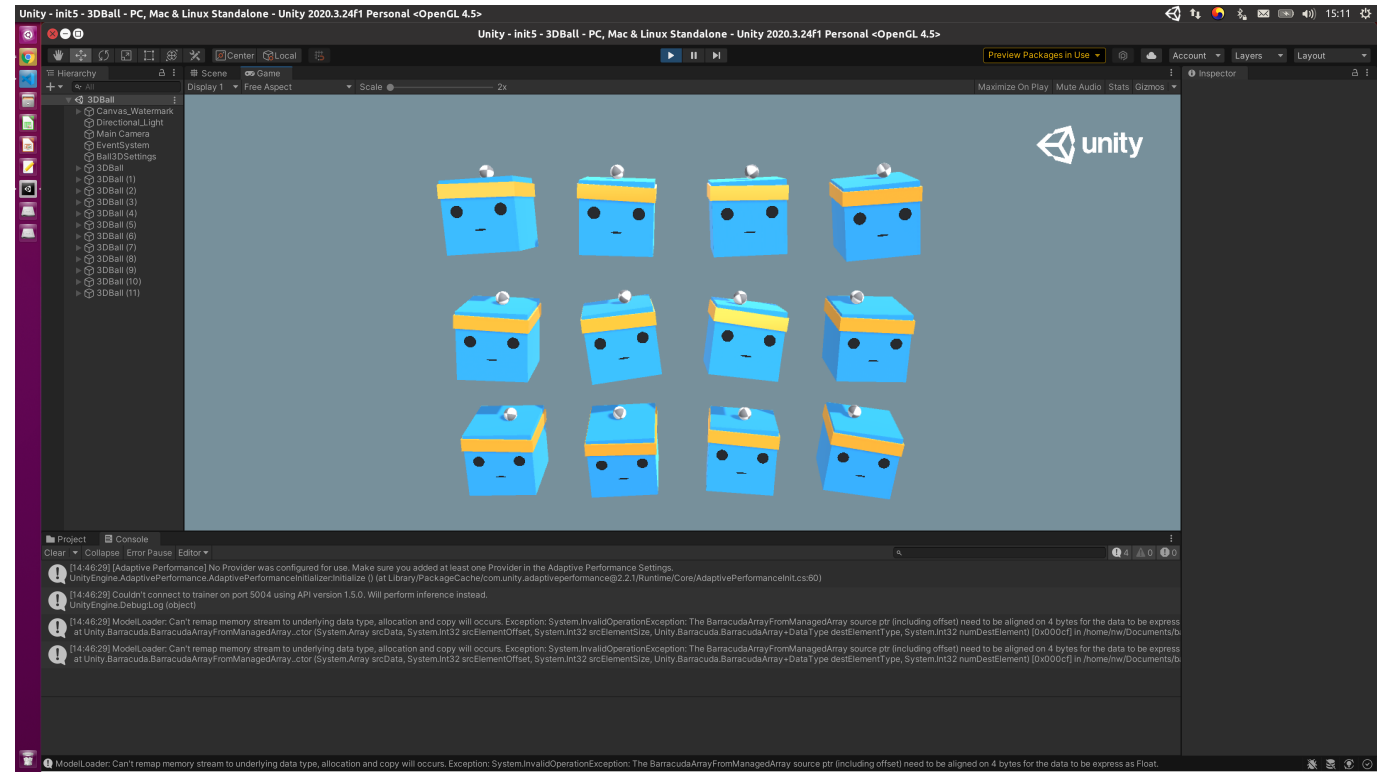 Unity - init5 - 3DBall - PC, Mac & Linux Standalone - Unity 2020.3.24f1 Personal <OpenGL 4.5>
15:11
Unity - init5 - 3DBall - PC, Mac & Linux Standalone - Unity 2020.3.24f1 Personal <OpenGL 4.5>
Center Local Preview Packages in Use Account Layers Layout
Hierarchy Scene Game Inspector
All Display 1 Free Aspect Scale 2x Maximize On Play Mute Audio Stats Gizmos
3DBall
Canvas_Watermark
Directional_Light
Main Camera
EventSystem
Ball3DSettings
3DBall
3DBall (1)
3DBall (2)
3DBall (3)
3DBall (4)
3DBall (5)
3DBall (6)
3DBall (7)
3DBall (8)
3DBall (9)
3DBall (10)
3DBall (11)
unity
Project Console
Clear Collapse Error Pause Editor 4 0 0
[14:46:29] [Adaptive Performance] No Provider was configured for use. Make sure you added at least one Provider in the Adaptive Performance Settings.
UnityEngine.AdaptivePerformance.AdaptivePerformanceInitializer:Initialize () (at Library/PackageCache/com.unity.adaptiveperformance@2.2.1/Runtime/Core/AdaptivePerformanceInit.cs:60)
[14:46:29] Couldn't connect to trainer on port 5004 using API version 1.5.0. Will perform inference instead.
UnityEngine.Debug:Log (object)
[14:46:29] ModelLoader: Can't remap memory stream to underlying data type, allocation and copy will occurs. Exception: System.InvalidOperationException: The BarracudaArrayFromManagedArray source ptr (including offset) need to be aligned on 4 bytes for the data to be express
at Unity.Barracuda.BarracudaArrayFromManagedArray..ctor (System.Array srcData, System.Int32 srcElementOffset, System.Int32 srcElementSize, Unity.Barracuda.BarracudaArray+DataType destElementType, System.Int32 numDestElement) [0x000cf] in /home/nw/Documents/b
[14:46:29] ModelLoader: Can't remap memory stream to underlying data type, allocation and copy will occurs. Exception: System.InvalidOperationException: The BarracudaArrayFromManagedArray source ptr (including offset) need to be aligned on 4 bytes for the data to be express
at Unity.Barracuda.BarracudaArrayFromManagedArray..ctor (System.Array srcData, System.Int32 srcElementOffset, System.Int32 srcElementSize, Unity.Barracuda.BarracudaArray+DataType destElementType, System.Int32 numDestElement) [0x000cf] in /home/nw/Documents/b
ModelLoader: Can't remap memory stream to underlying data type, allocation and copy will occurs. Exception: System.InvalidOperationException: The BarracudaArrayFromManagedArray source ptr (including offset) need to be aligned on 4 bytes for the data to be express as Float.